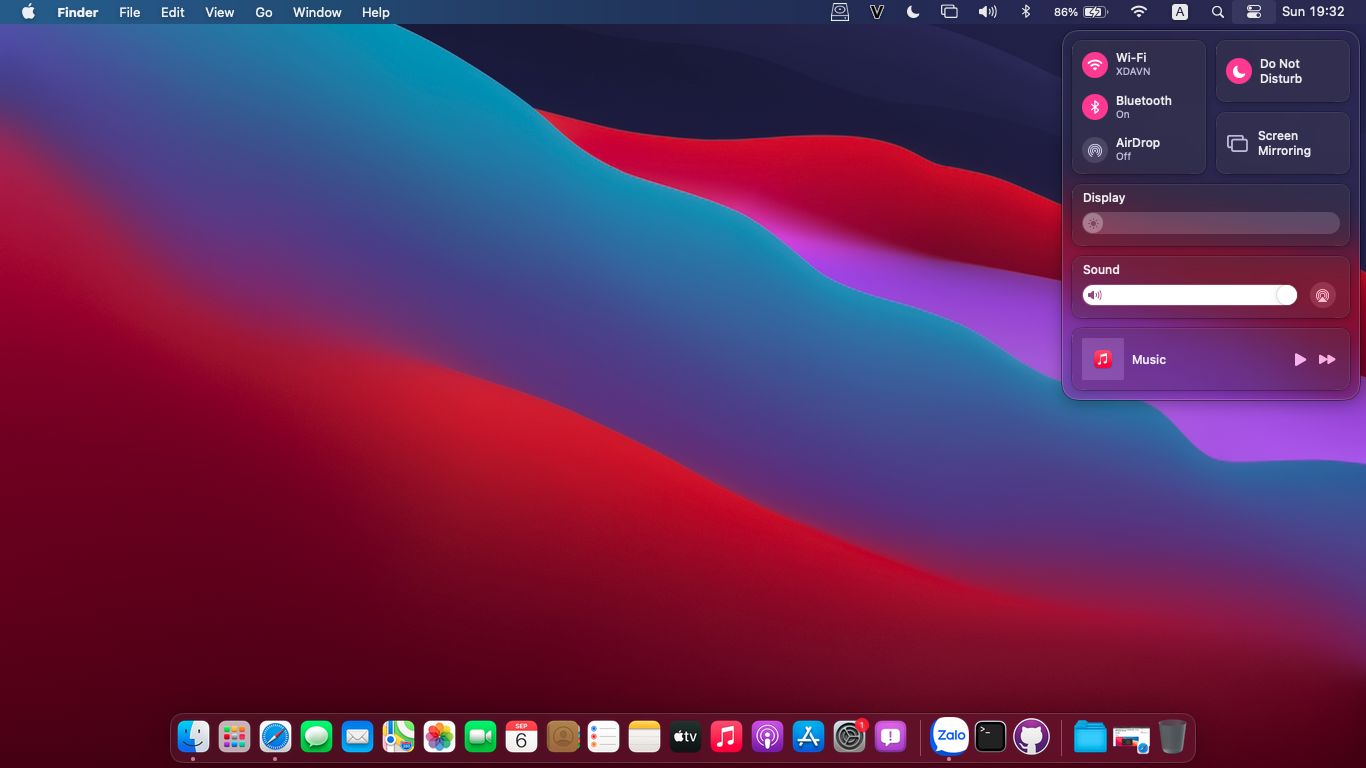 Finder File Edit View Go Window Help 86% A Sun 19:32
Wi-Fi
XDAVN
Bluetooth
On
AirDrop
Off
Do Not
Disturb
Screen
Mirroring
Display
Sound
Music
SEP
6
tv
1
Zalo
>_